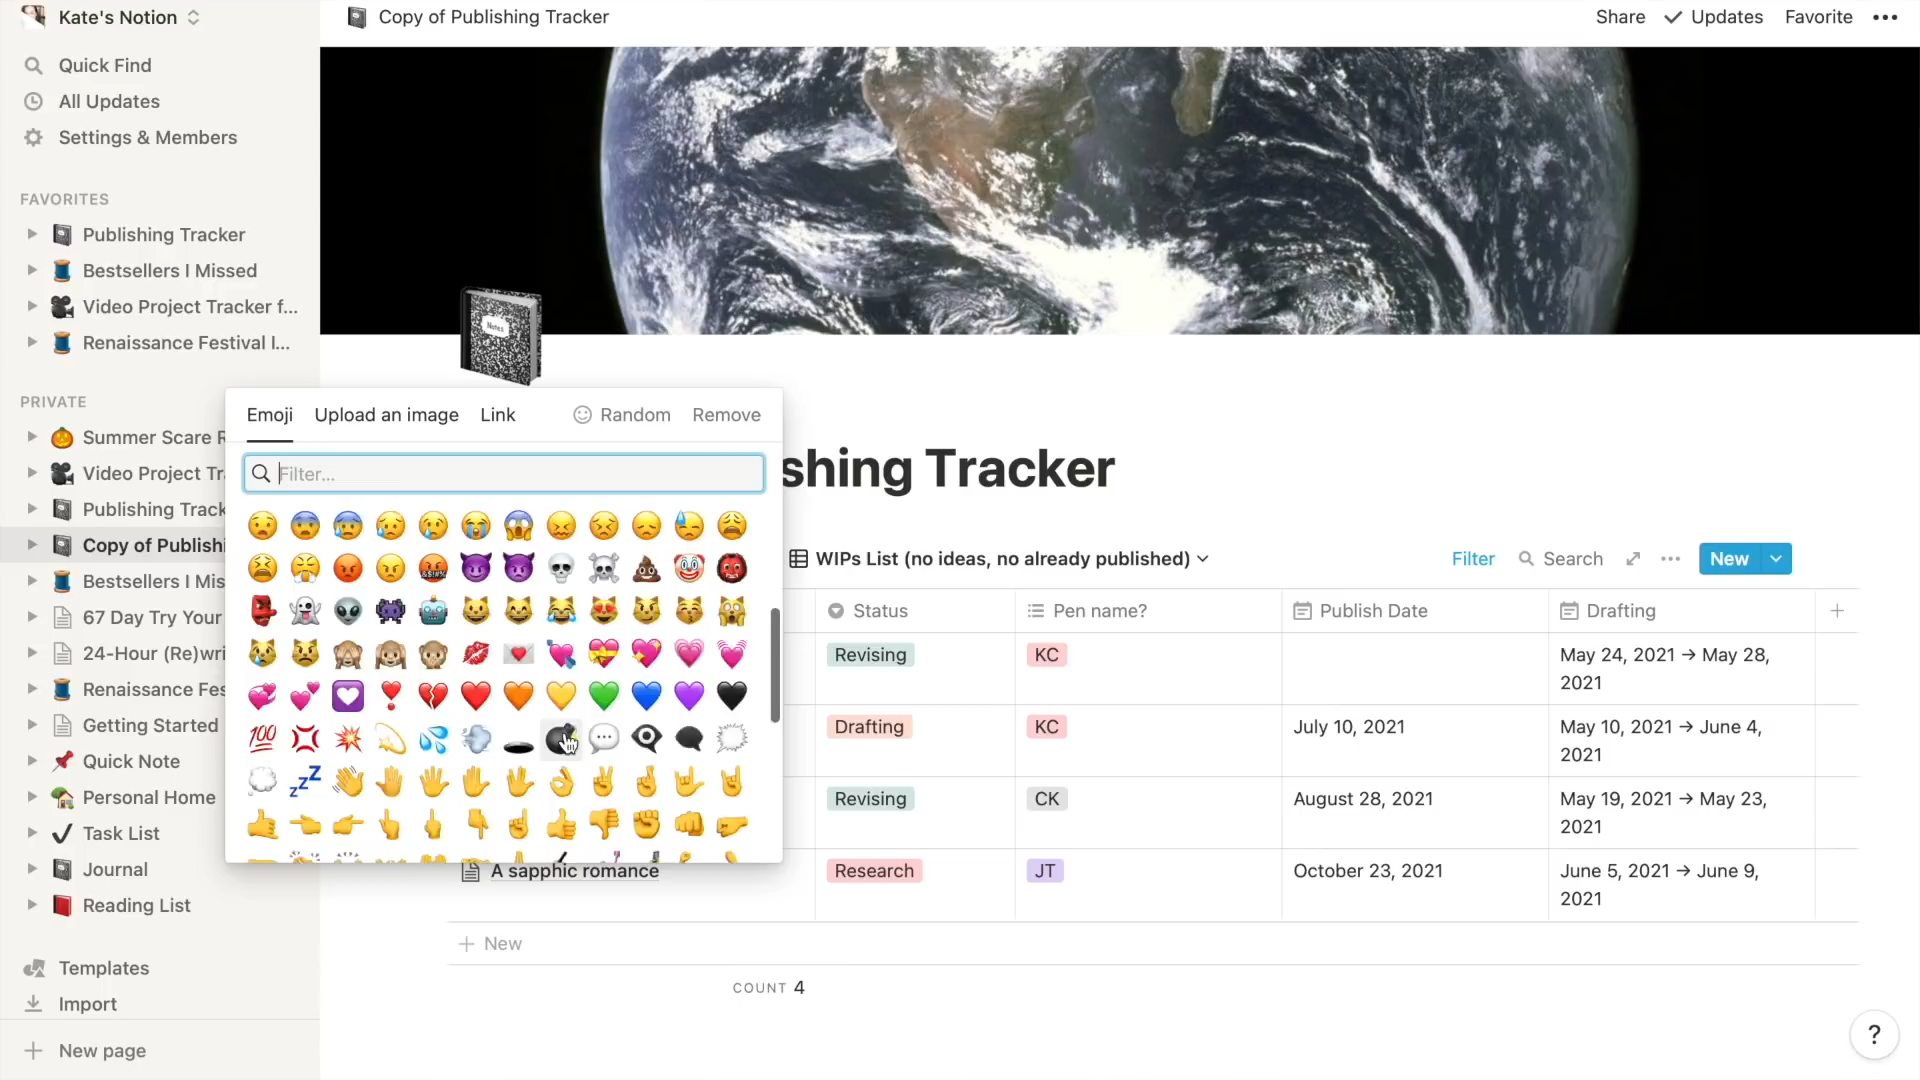 Kate's Notion
Copy of Publishing Tracker
Share
Updates
Favorite
Quick Find
All Updates
Settings & Members
FAVORITES
Publishing Tracker
Bestsellers I Missed
Video Project Tracker f...
Renaissance Festival I...
PRIVATE
Summer Scare R
Video Project Tr
Publishing Track
Copy of Publishi
Bestsellers I Mis
67 Day Try Your
24-Hour (Re)wri
Renaissance Fes
Getting Started
Quick Note
Personal Home
Task List
Journal
Reading List
Templates
Import
New page
Notes
Emoji
Upload an image
Link
Random
Remove
Filter...
100
shing Tracker
WIPs List (no ideas, no already published)
Filter
Search
New
Status
Pen name?
Publish Date
Drafting
Revising
KC
May 24, 2021 → May 28,
2021
Drafting
KC
July 10, 2021
May 10, 2021 → June 4,
2021
Revising
CK
August 28, 2021
May 19, 2021 → May 23,
2021
A sapphic romance
Research
JT
October 23, 2021
June 5, 2021 → June 9,
2021
New
COUNT 4
?